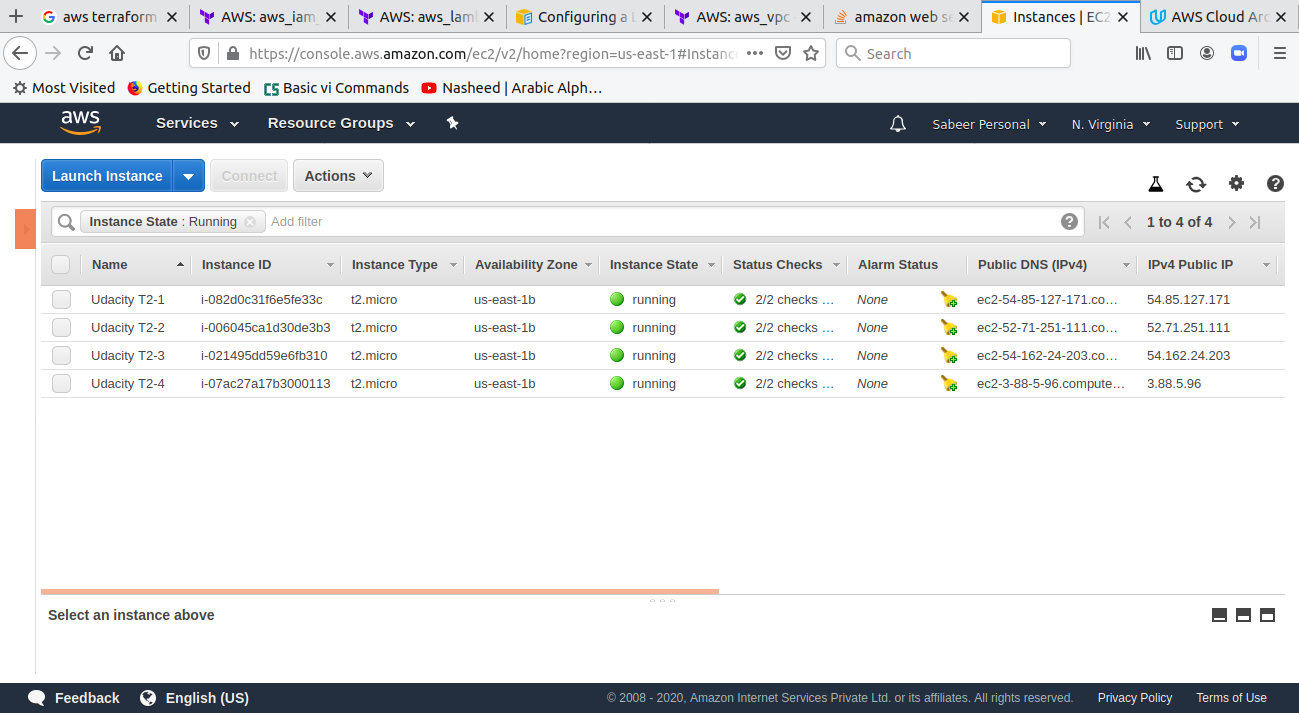 aws terraform
AWS: aws_iam
AWS: aws_lam
Configuring a L
AWS: aws_vpc
amazon web se
Instances | EC2
AWS Cloud Arc
https://console.aws.amazon.com/ec2/v2/home?region=us-east-1#Instanc
Search
Most Visited
Getting Started
CS Basic vi Commands
Nasheed | Arabic Alph…
aws
Services
Resource Groups
Sabeer Personal
N. Virginia
Support
Launch Instance
Connect
Actions
Instance State : Running
Add filter
1 to 4 of 4
Name Instance ID Instance Type Availability Zone Instance State Status Checks Alarm Status Public DNS (IPv4) IPv4 Public IP
Udacity T2-1 i-082d0c31f6e5fe33c t2.micro us-east-1b running 2/2 checks … None ec2-54-85-127-171.co… 54.85.127.171
Udacity T2-2 i-006045ca1d30de3b3 t2.micro us-east-1b running 2/2 checks … None ec2-52-71-251-111.co… 52.71.251.111
Udacity T2-3 i-021495dd59e6fb310 t2.micro us-east-1b running 2/2 checks … None ec2-54-162-24-203.co… 54.162.24.203
Udacity T2-4 i-07ac27a17b3000113 t2.micro us-east-1b running 2/2 checks … None ec2-3-88-5-96.compute… 3.88.5.96
Select an instance above
Feedback
English (US)
© 2008 - 2020, Amazon Internet Services Private Ltd. or its affiliates. All rights reserved.
Privacy Policy
Terms of Use